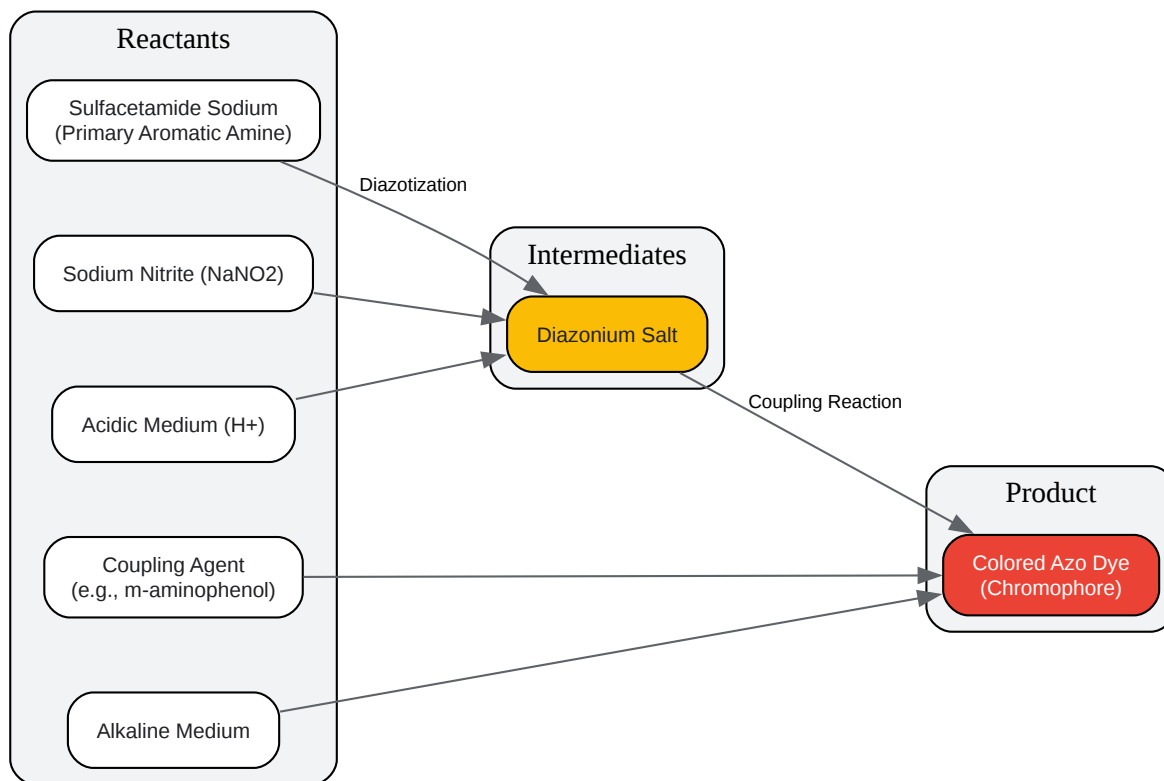 Reactants
Sulfacetamide Sodium
(Primary Aromatic Amine)
Diazotization
Intermediates
Sodium Nitrite (NaNO2)
Diazonium Salt
Acidic Medium (H+)
Coupling Reaction
Product
Coupling Agent
(e.g., m-aminophenol)
Colored Azo Dye
(Chromophore)
Alkaline Medium